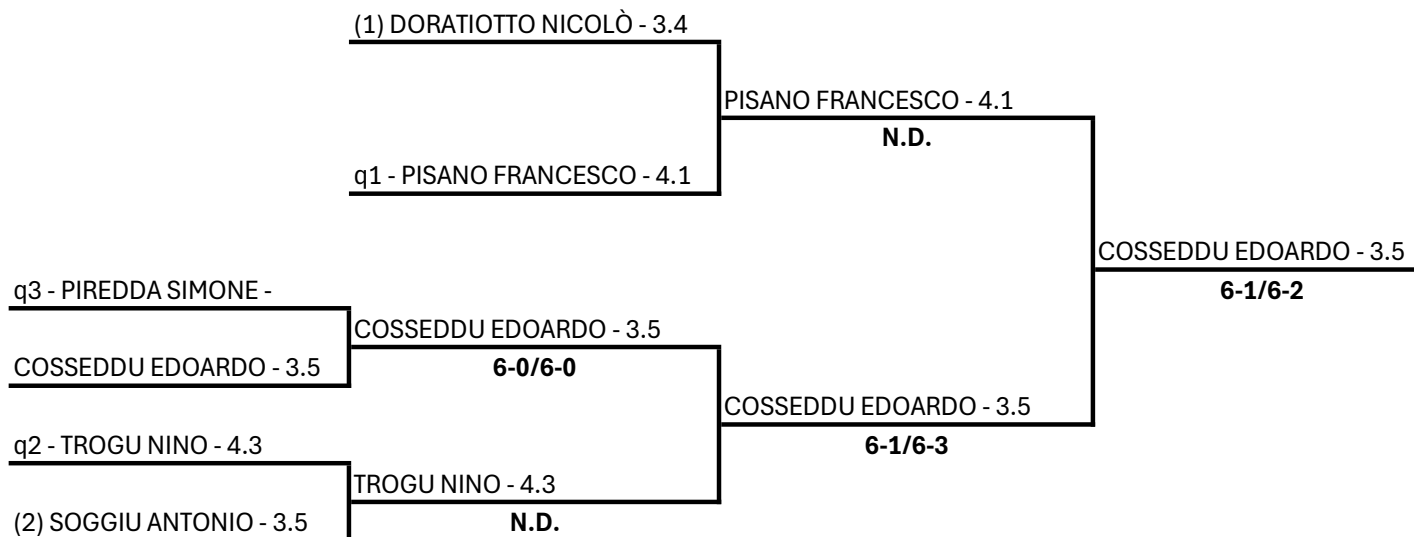 (1) DORATIOTTO NICOLÒ - 3.4
PISANO FRANCESCO - 4.1
N.D.
q1 - PISANO FRANCESCO - 4.1
COSSEDDU EDOARDO - 3.5
6-1/6-2
q3 - PIREDDA SIMONE -
COSSEDDU EDOARDO - 3.5
6-0/6-0
COSSEDDU EDOARDO - 3.5
COSSEDDU EDOARDO - 3.5
6-1/6-3
q2 - TROGU NINO - 4.3
TROGU NINO - 4.3
N.D.
(2) SOGGIU ANTONIO - 3.5